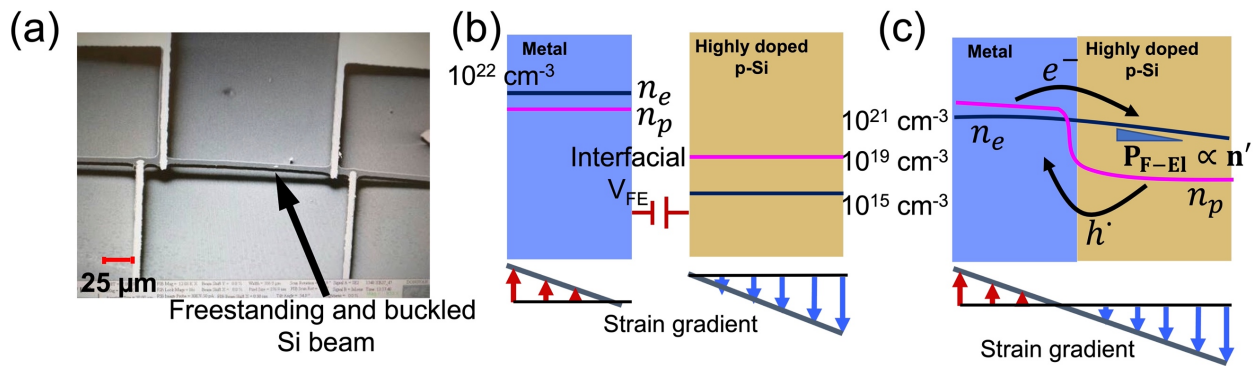 (a)
25 µm
Freestanding and buckled
Si beam
(b)
Metal
Highly doped
p-Si
10²² cm⁻³
nₑ
nₚ
Interfacial
V_FE
10²¹ cm⁻³
10¹⁹ cm⁻³
10¹⁵ cm⁻³
Strain gradient
(c)
Metal
Highly doped
p-Si
e⁻
nₑ
P_F−El ∝ n′
nₚ
h˙
Strain gradient